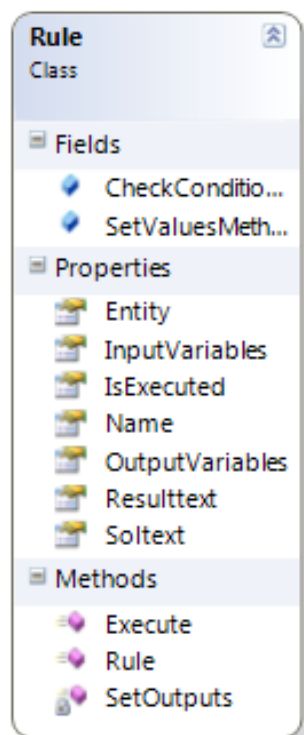 Rule
Class
Fields
CheckConditio...
SetValuesMeth...
Properties
Entity
InputVariables
IsExecuted
Name
OutputVariables
Resulttext
Soltext
Methods
Execute
Rule
SetOutputs